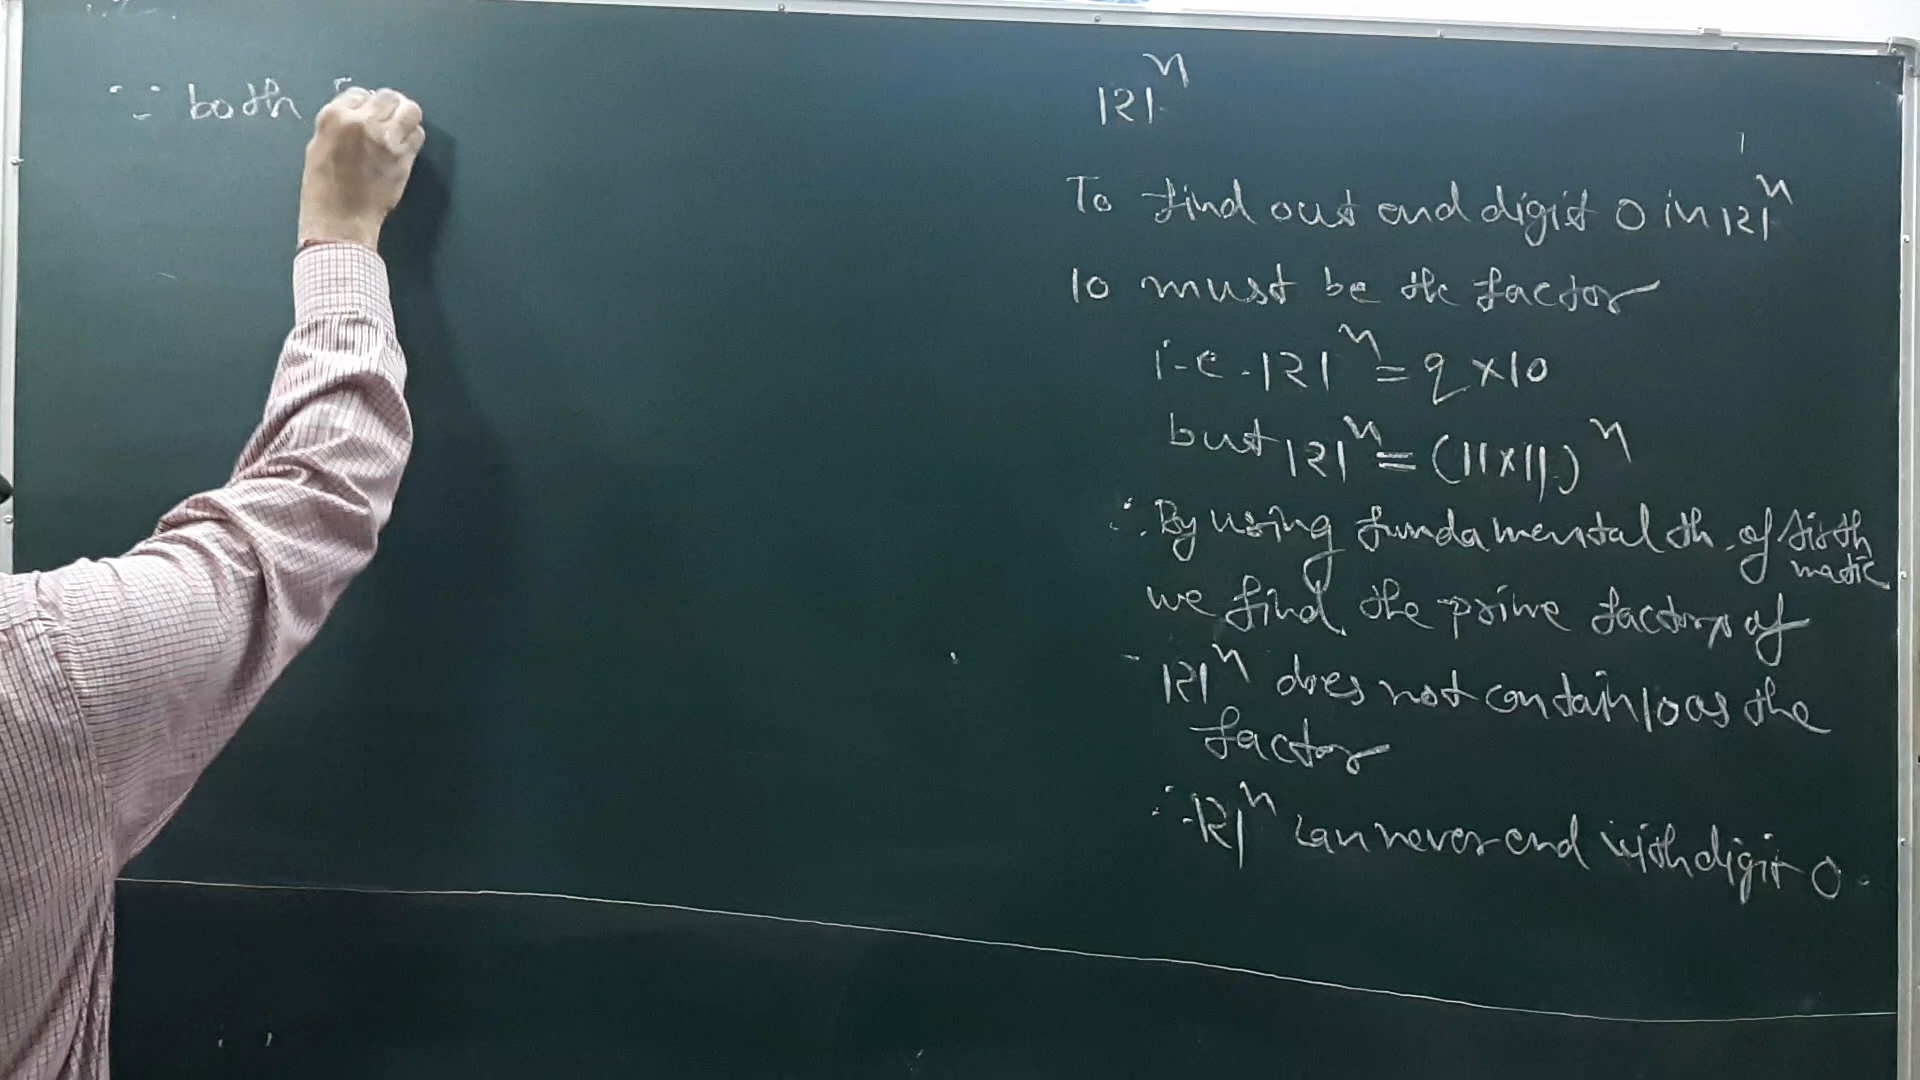 ∵ both
121ⁿ
To find out end digit 0 in 121ⁿ
10 must be the factor
i.e. 121ⁿ = q × 10
but 121ⁿ = (11×11)ⁿ
∴ By using fundamental th. of
matic
we find the prime factors of
121ⁿ does not contain 10 as the
factor
∴ 121ⁿ can never end with digit 0.